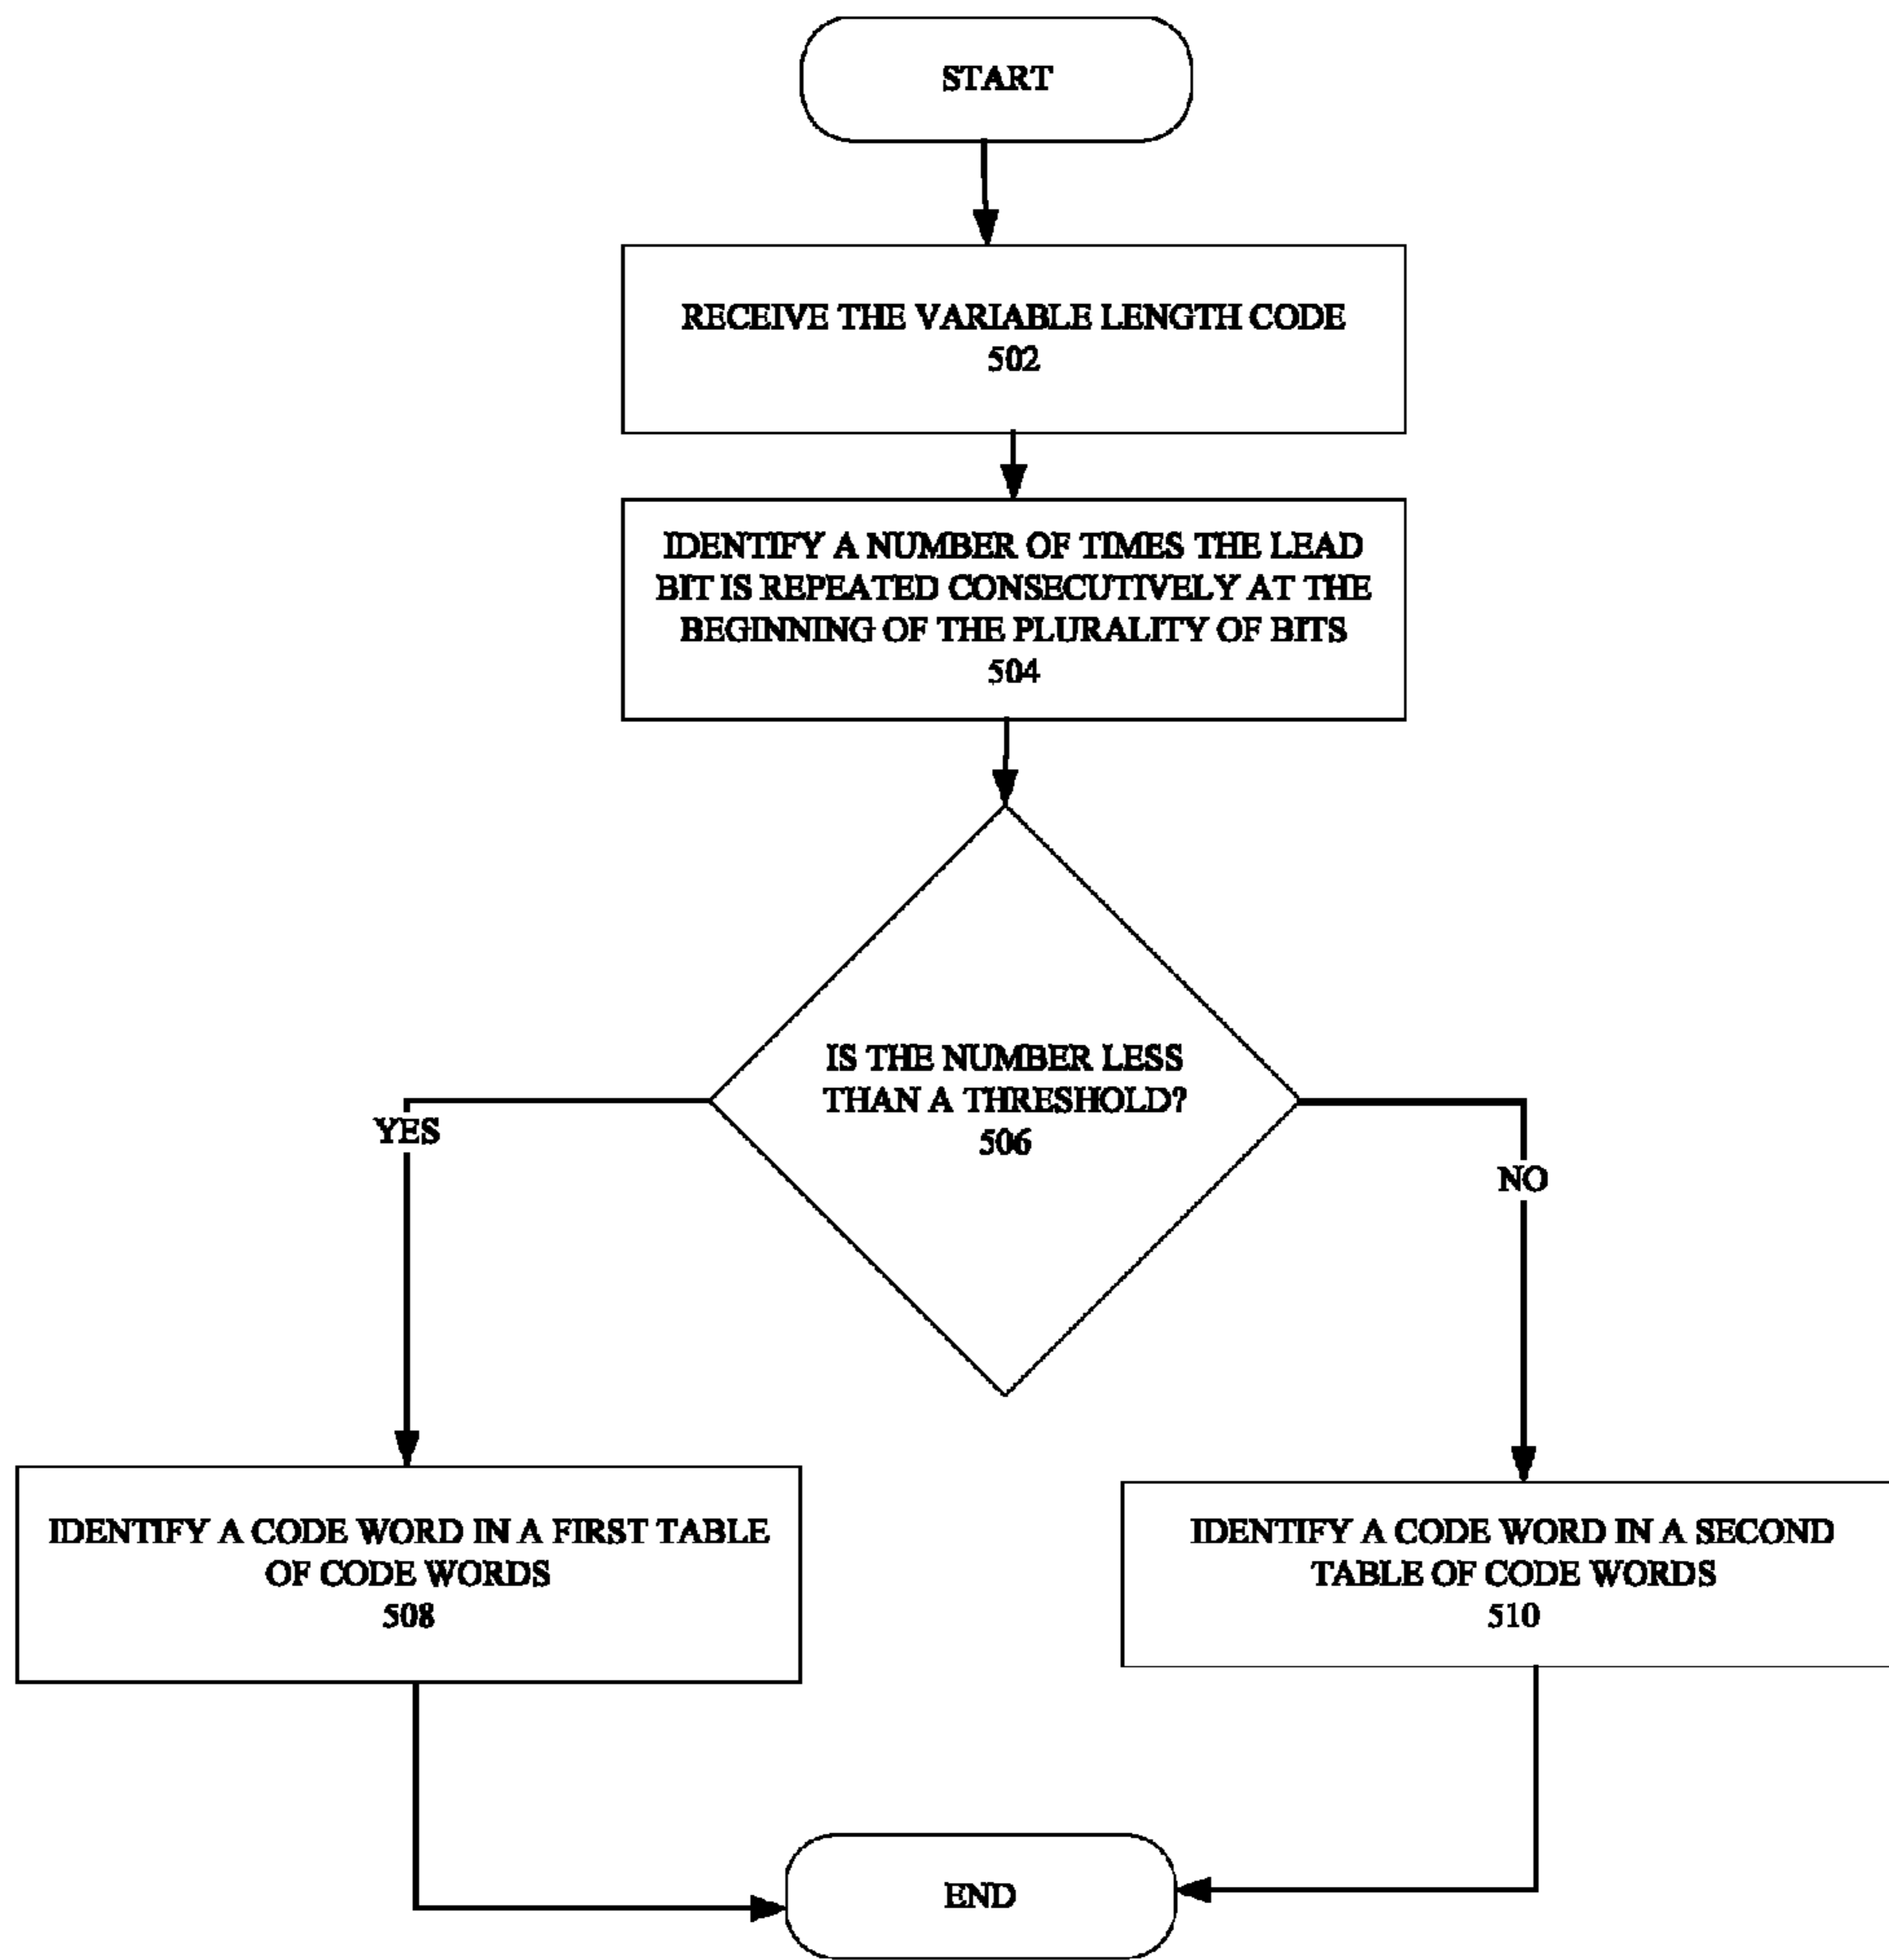 START
RECEIVE THE VARIABLE LENGTH CODE
502
IDENTIFY A NUMBER OF TIMES THE LEAD
BIT IS REPEATED CONSECUTIVELY AT THE
BEGINNING OF THE PLURALITY OF BITS
504
IS THE NUMBER LESS
THAN A THRESHOLD?
506
YES
NO
IDENTIFY A CODE WORD IN A FIRST TABLE
OF CODE WORDS
508
IDENTIFY A CODE WORD IN A SECOND
TABLE OF CODE WORDS
510
END